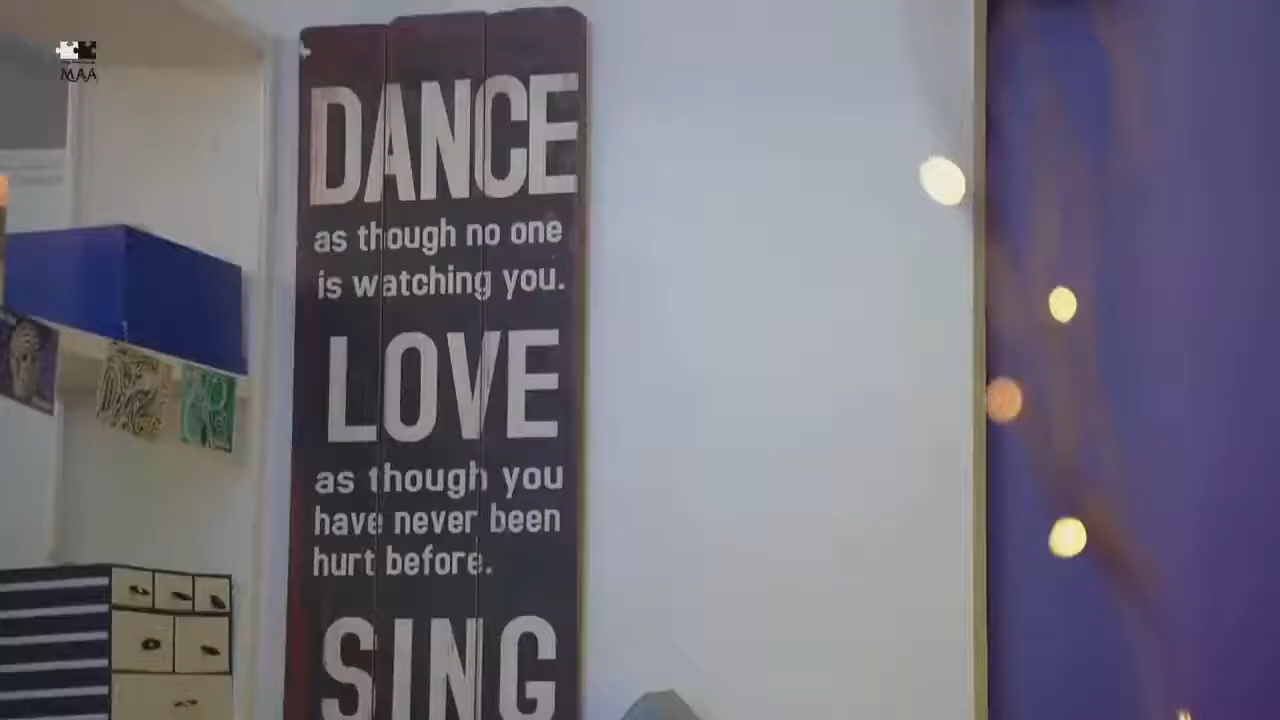 MAA
DANCE
as though no one
is watching you.
LOVE
as though you
have never been
hurt before.
SING